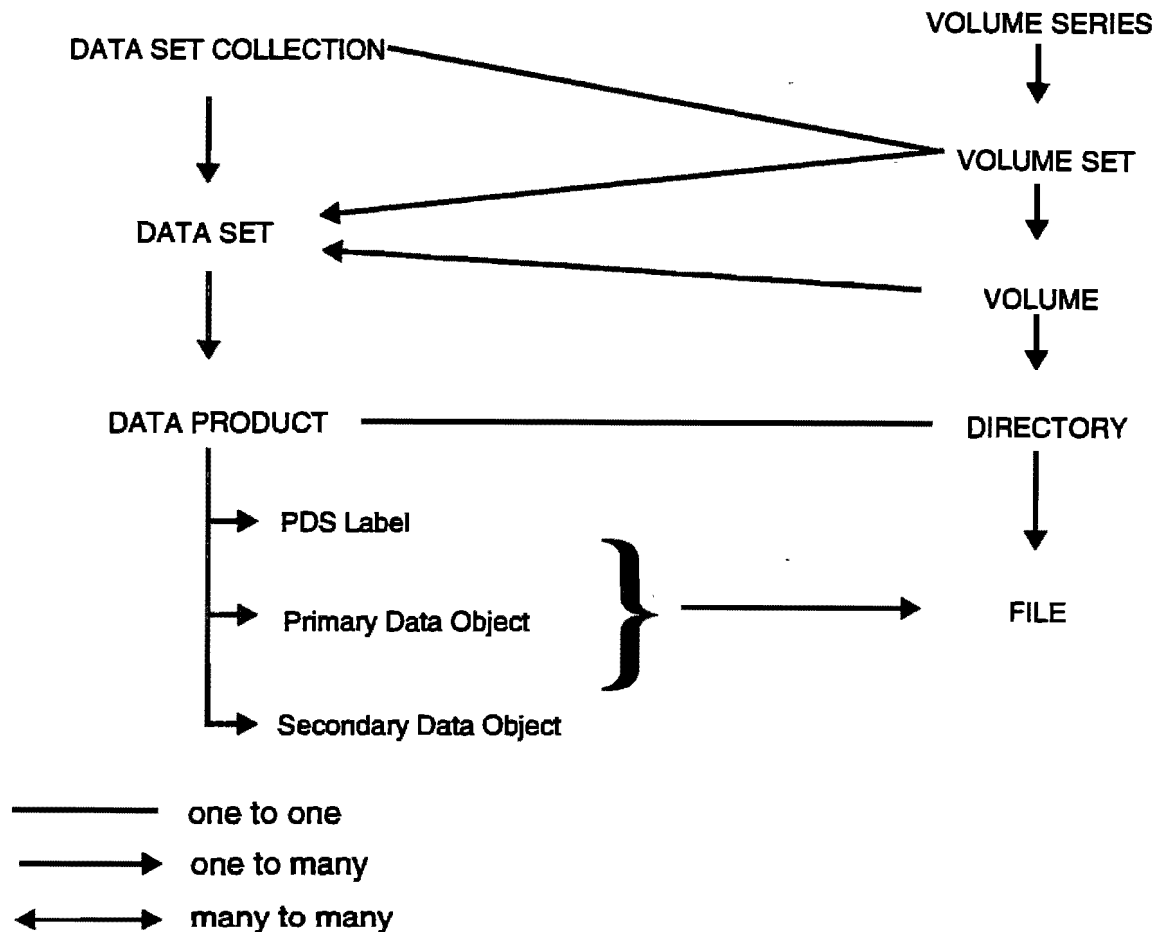 VOLUME SERIES
DATA SET COLLECTION
VOLUME SET
DATA SET
VOLUME
DATA PRODUCT
DIRECTORY
PDS Label
Primary Data Object
FILE
Secondary Data Object
one to one
one to many
many to many